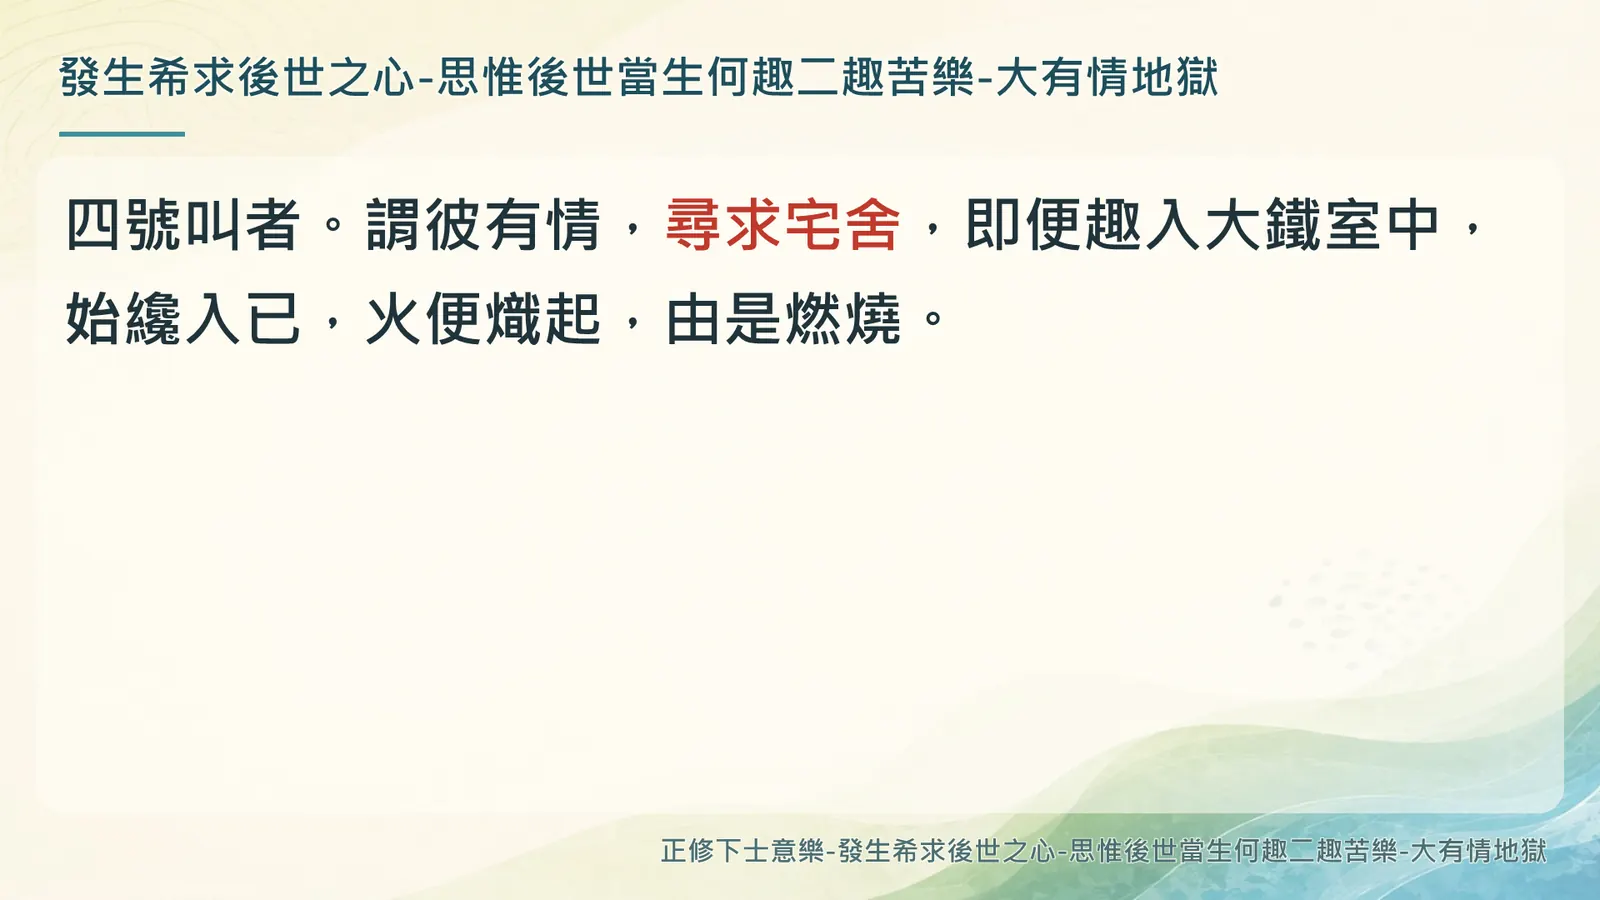 發生希求後世之心-思惟後世當生何趣二趣苦樂-大有情地獄
四號叫者。謂彼有情，尋求宅舍，即便趣入大鐵室中，
始纔入已，火便熾起，由是燃燒。
正修下士意樂-發生希求後世之心-思惟後世當生何趣二趣苦樂-大有情地獄